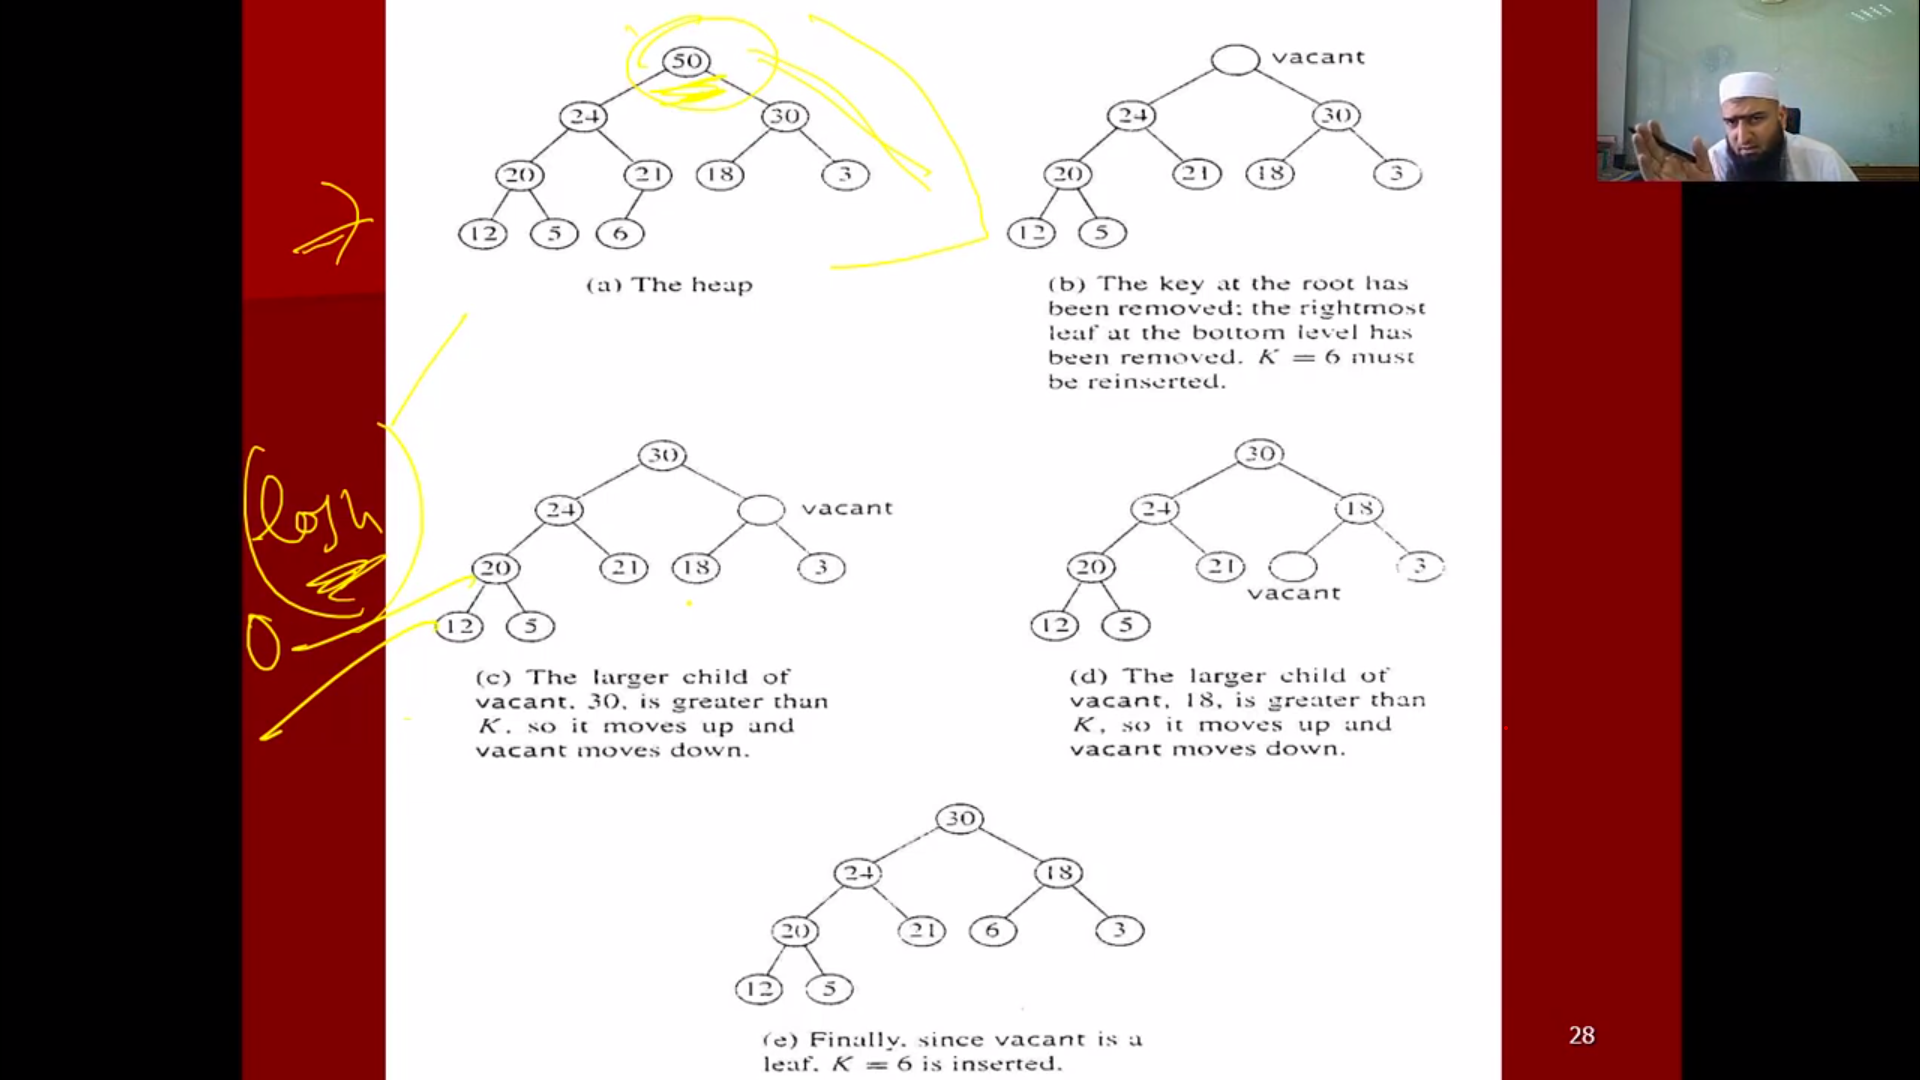 50
24 30
20 21 18 3
12 5 6
(a) The heap
vacant
24 30
20 21 18 3
12 5
(b) The key at the root has
been removed; the rightmost
leaf at the bottom level has
been removed. K = 6 must
be reinserted.
30
24 vacant
20 21 18 3
12 5
(c) The larger child of
vacant, 30, is greater than
K, so it moves up and
vacant moves down.
30
24 18
20 21 3
vacant
12 5
(d) The larger child of
vacant, 18, is greater than
K, so it moves up and
vacant moves down.
30
24 18
20 21 6 3
12 5
(e) Finally, since vacant is a
leaf, K = 6 is inserted.
28